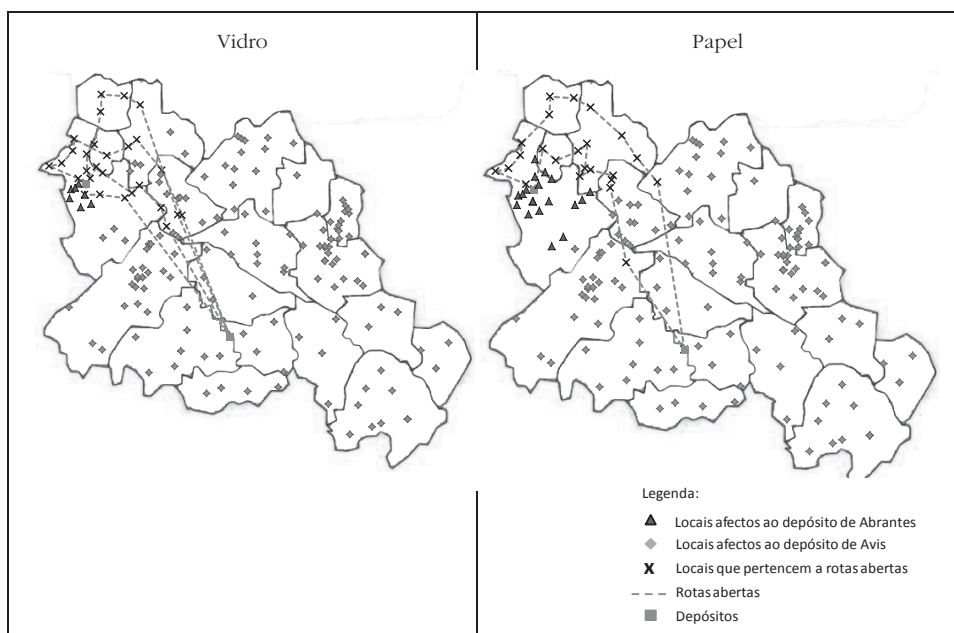 Vidro
Papel
Legenda:
Locais afectos ao depósito de Abrantes
Locais afectos ao depósito de Avis
Locais que pertencem a rotas abertas
Rotas abertas
Depósitos